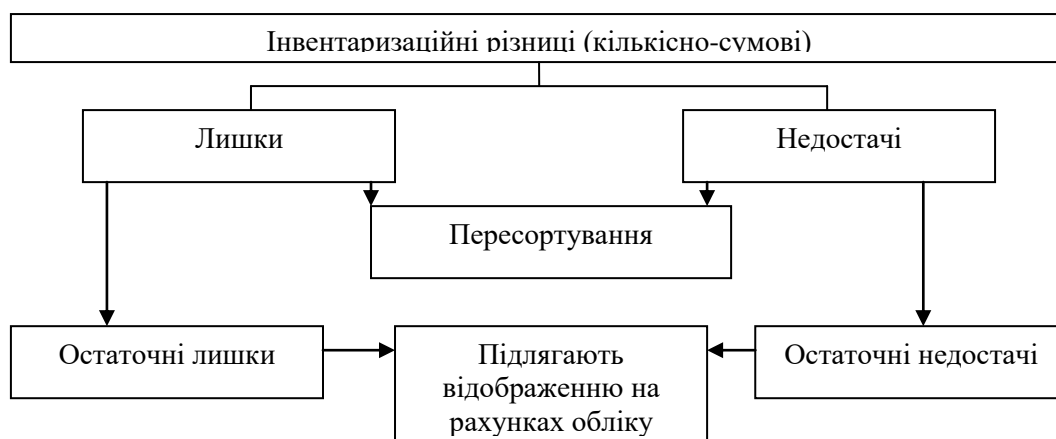 Інвентаризаційні різниці (кількісно-сумові)
Лишки
Недостачі
Пересортування
Остаточні лишки
Підлягають
відображенню на
рахунках обліку
Остаточні недостачі